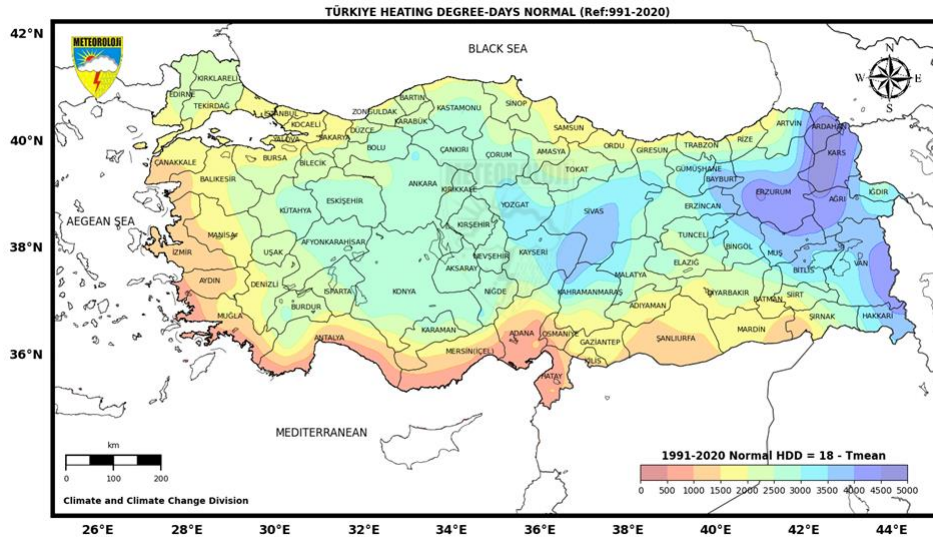 TÜRKIYE HEATING DEGREE-DAYS NORMAL (Ref:991-2020)
42°N
40°N
38°N
36°N
METEOROLOJİ
BLACK SEA
N
W E
S
AEGEAN SEA
MEDITERRANEAN
KIRKLARELİ
EDİRNE
TEKİRDAĞ
İSTANBUL
KOCAELİ
YALOVA
SAKARYA
DÜZCE
ZONGULDAK
BARTIN
KARABÜK
KASTAMONU
SİNOP
SAMSUN
ORDU
GİRESUN
TRABZON
RİZE
ARTVİN
ARDAHAN
KARS
ÇANAKKALE
BALIKESİR
BURSA
BİLECİK
BOLU
ÇANKIRI
ÇORUM
AMASYA
TOKAT
GÜMÜŞHANE
BAYBURT
ERZURUM
AĞRI
IĞDIR
KÜTAHYA
ESKİŞEHİR
ANKARA
KIRIKKALE
YOZGAT
SİVAS
ERZİNCAN
METEOROLOJİ
MANİSA
İZMİR
UŞAK
AFYONKARAHİSAR
KIRŞEHİR
NEVŞEHİR
KAYSERİ
AKSARAY
TUNCELİ
ELAZIĞ
BİNGÖL
MUŞ
BİTLİS
VAN
AYDIN
DENİZLİ
ISPARTA
BURDUR
KONYA
NİĞDE
KAHRAMANMARAŞ
MALATYA
ADIYAMAN
DİYARBAKIR
BATMAN
SİİRT
ŞIRNAK
HAKKARİ
MUĞLA
ANTALYA
KARAMAN
MERSİN(İÇEL)
ADANA
OSMANİYE
GAZİANTEP
KİLİS
HATAY
ŞANLIURFA
MARDİN
km
0 100 200
Climate and Climate Change Division
1991-2020 Normal HDD = 18 - Tmean
0 500 1000 1500 2000 2500 3000 3500 4000 4500 5000
26°E 28°E 30°E 32°E 34°E 36°E 38°E 40°E 42°E 44°E